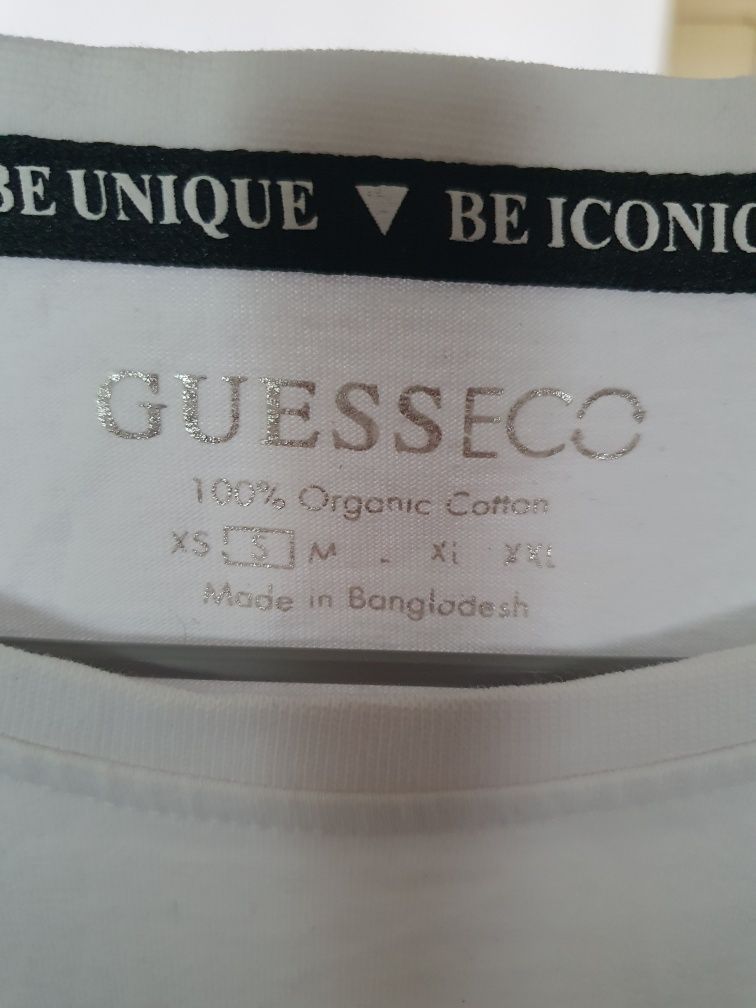 BE UNIQUE ▼ BE ICONIC
GUESSECO
100% Organic Cotton
XS S M XL XXL
Made in Bangladesh